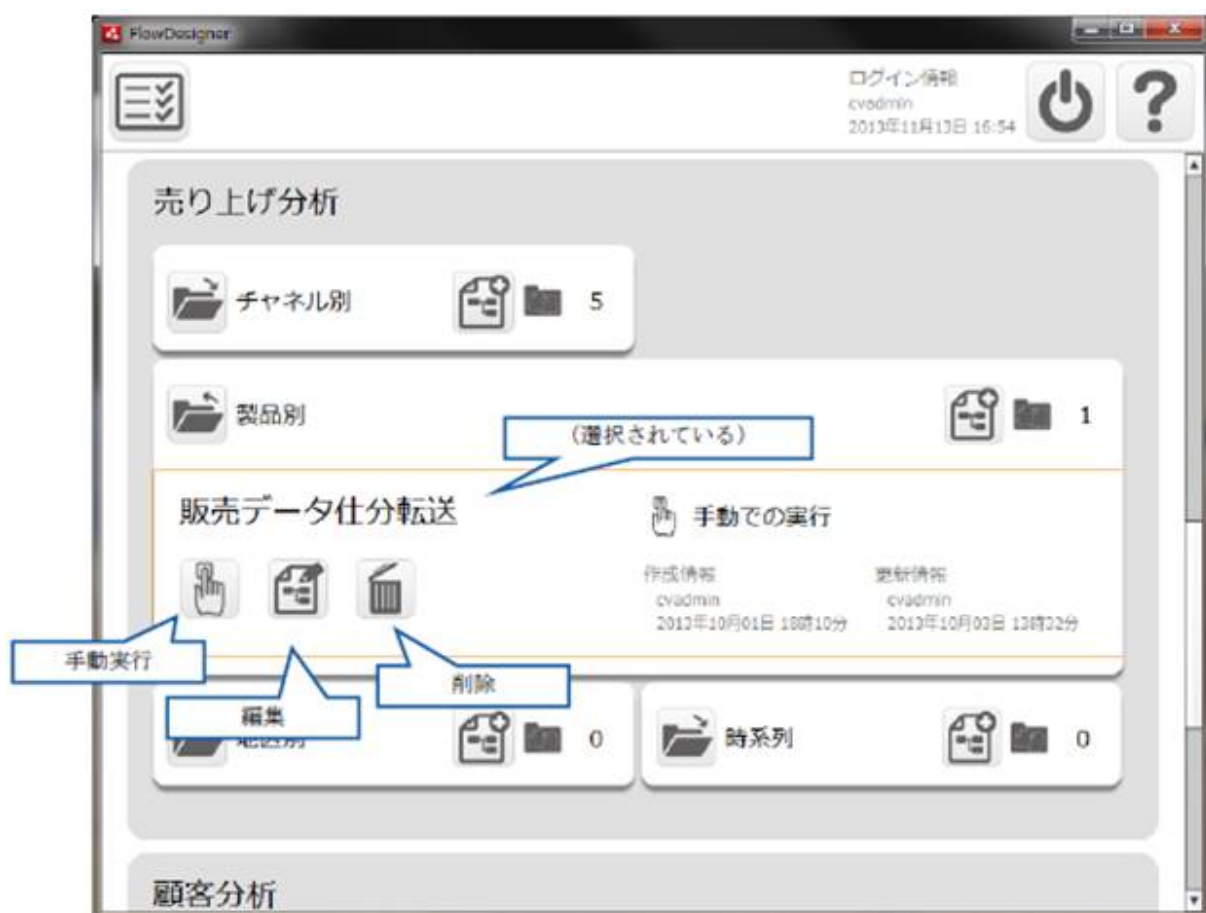 FlowDesigner
ログイン情報
cvadmin
2013年11月13日 16:54
?
売り上げ分析
チャネル別
5
製品別
1
(選択されている)
販売データ仕分転送
手動での実行
作成情報
更新情報
cvadmin
cvadmin
2013年10月01日 18時10分
2013年10月03日 13時32分
手動実行
編集
削除
0
時系列
0
顧客分析